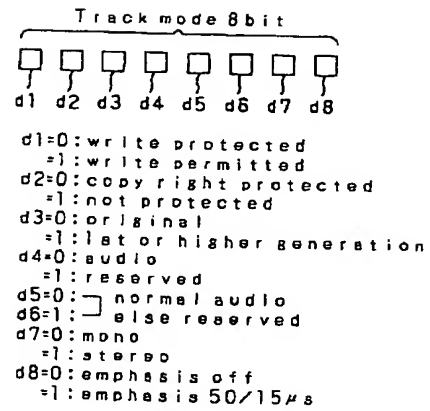 Track mode 8bit
d1 d2 d3 d4 d5 d6 d7 d8
d1=0:write protected
=1:write permitted
d2=0:copy right protected
=1:not protected
d3=0:original
=1:1st or higher generation
d4=0:audio
=1:reserved
d5=0: normal audio
d6=1: else reserved
d7=0:mono
=1:stereo
d8=0:emphasis off
=1:emphasis 50/15μs